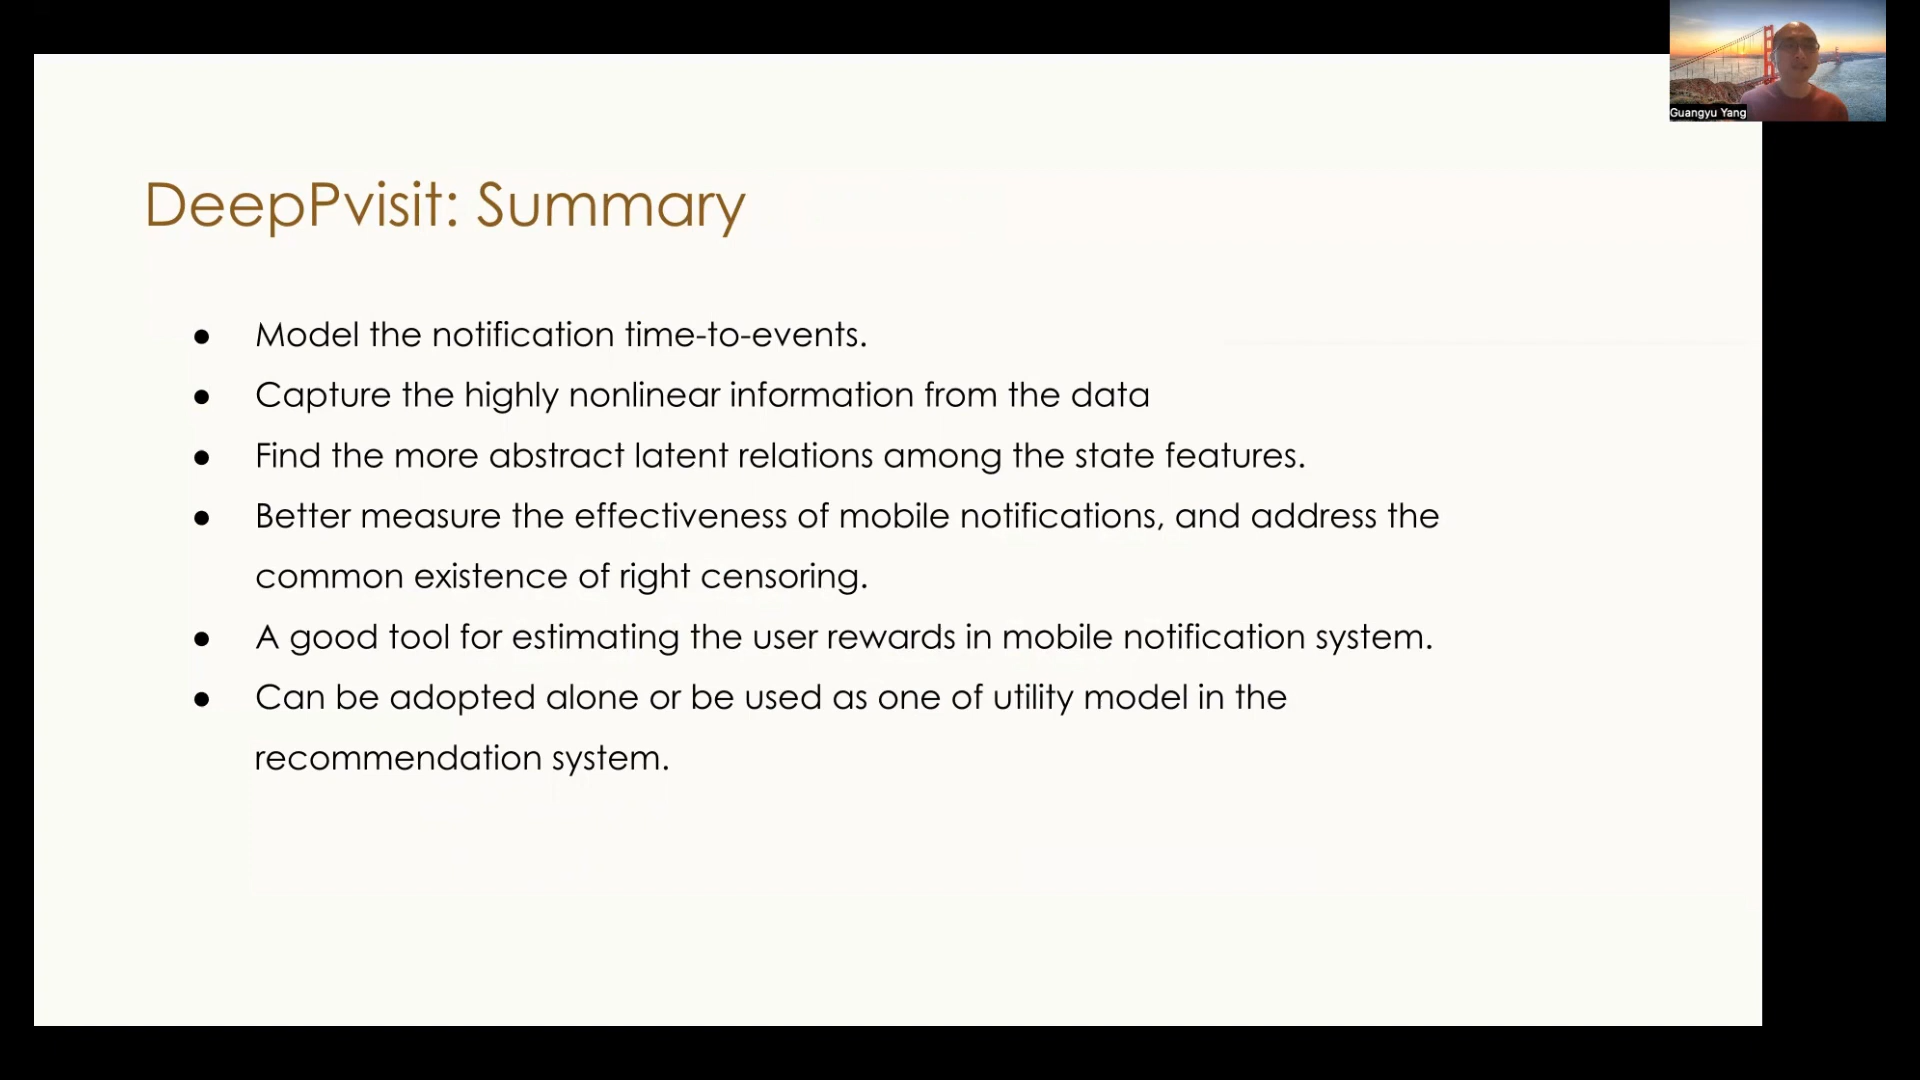 Guangyu Yang
DeepPvisit: Summary
● Model the notification time-to-events.
● Capture the highly nonlinear information from the data
● Find the more abstract latent relations among the state features.
● Better measure the effectiveness of mobile notifications, and address the
common existence of right censoring.
● A good tool for estimating the user rewards in mobile notification system.
● Can be adopted alone or be used as one of utility model in the
recommendation system.